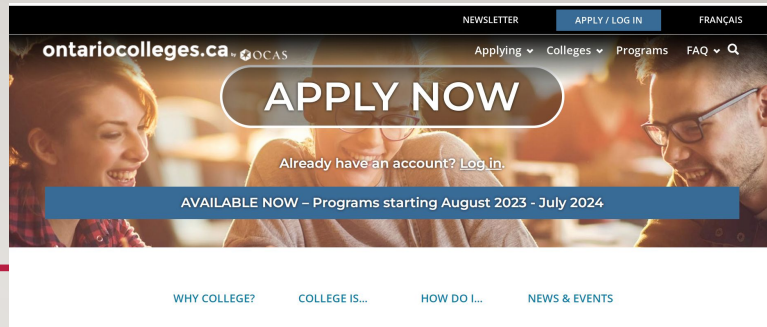 NEWSLETTER APPLY / LOG IN FRANÇAIS
ontariocolleges.ca by OCAS Applying Colleges Programs FAQ
APPLY NOW
Already have an account? Log in.
AVAILABLE NOW – Programs starting August 2023 - July 2024
WHY COLLEGE? COLLEGE IS... HOW DO I... NEWS & EVENTS